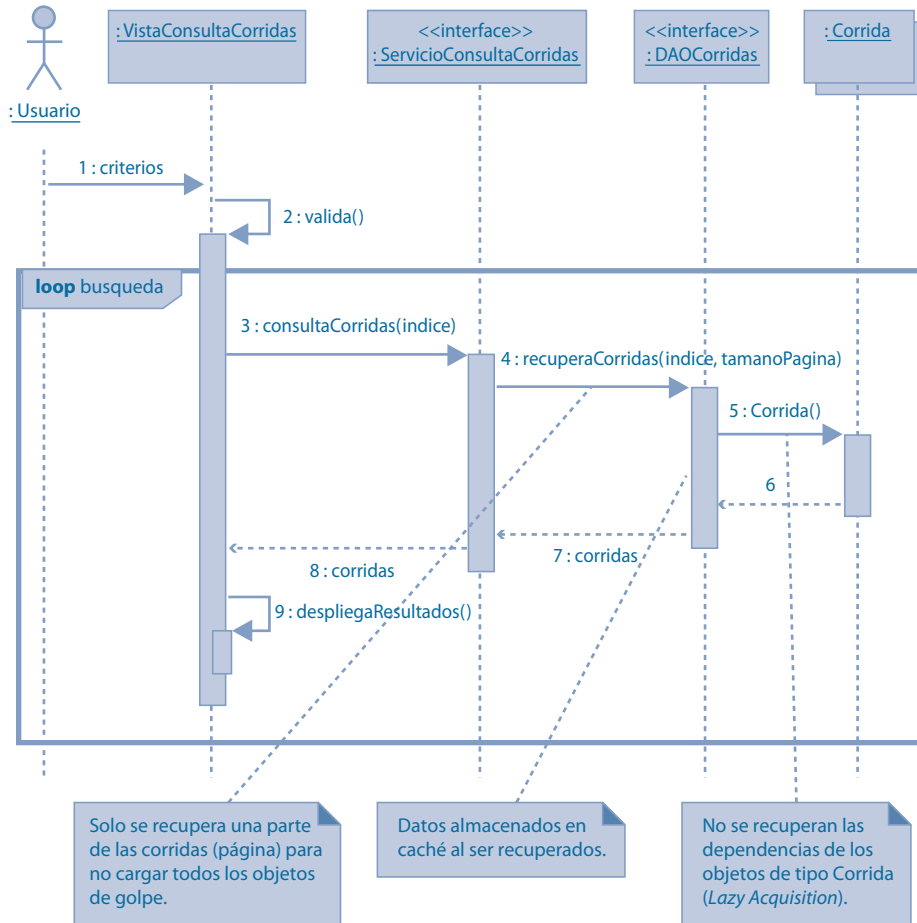 : VistaConsultaCorridas
<<interface>>
: ServicioConsultaCorridas
<<interface>>
: DAOCorridas
: Corrida
: Usuario
1 : criterios
2 : valida()
loop busqueda
3 : consultaCorridas(indice)
4 : recuperaCorridas(indice, tamanoPagina)
5 : Corrida()
6
7 : corridas
8 : corridas
9 : despliegaResultados()
Solo se recupera una parte
de las corridas (página) para
no cargar todos los objetos
de golpe.
Datos almacenados en
caché al ser recuperados.
No se recuperan las
dependencias de los
objetos de tipo Corrida
(Lazy Acquisition).